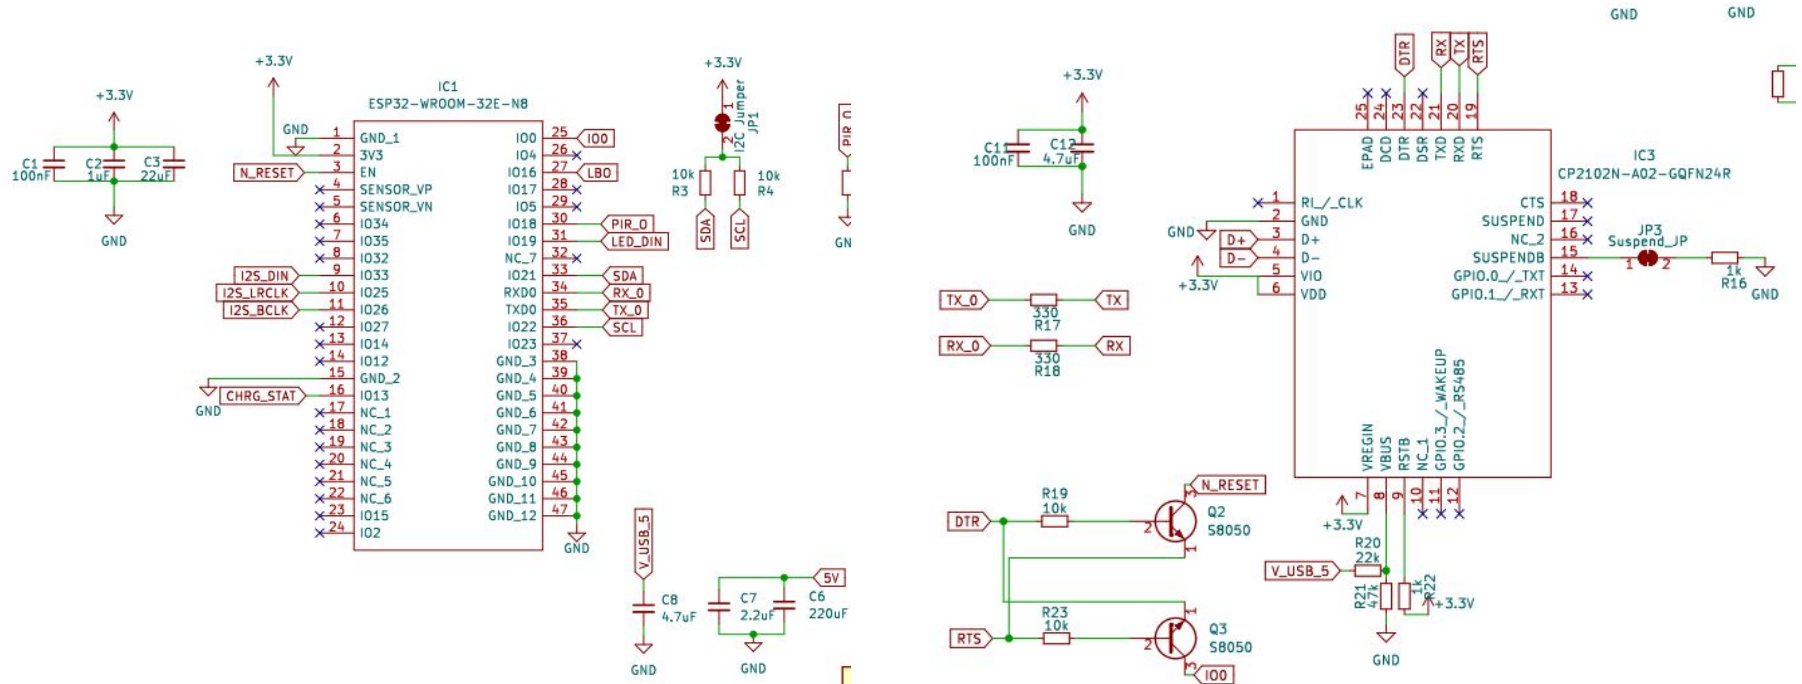 +3.3V
GND
C1
100nF
C2
1uF
C3
22uF
+3.3V
GND
N_RESET
I2S_DIN
I2S_LRCLK
I2S_BCLK
GND
CHRG_STAT
IC1
ESP32-WROOM-32E-N8
1 GND_1
2 3V3
3 EN
4 SENSOR_VP
5 SENSOR_VN
6 IO34
7 IO35
8 IO32
9 IO33
10 IO25
11 IO26
12 IO27
13 IO14
14 IO12
15 GND_2
16 IO13
17 NC_1
18 NC_2
19 NC_3
20 NC_4
21 NC_5
22 NC_6
23 IO15
24 IO2
IO0 25 IO0
IO4 26
IO16 27 LBO
IO17 28
IO5 29
IO18 30 PIR_O
IO19 31 LED_DIN
NC_7 32
IO21 33 SDA
RXD0 34 RX_0
TXD0 35 TX_0
IO22 36 SCL
IO23 37
GND_3 38
GND_4 39
GND_5 40
GND_6 41
GND_7 42
GND_8 43
GND_9 44
GND_10 45
GND_11 46
GND_12 47
GND
+3.3V
1
2
I2C Jumper
JP1
10k
R3
10k
R4
SDA
SCL
PIR_O
GN
V_USB_5
C8
4.7uF
GND
5V
C7
2.2uF
C6
220uF
GND
GND
GND
+3.3V
C11
100nF
C12
4.7uF
GND
TX_0
330
R17
TX
RX_0
330
R18
RX
DTR
RX
TX
RTS
25 EPAD
24 DCD
23 DTR
22 DSR
21 TXD
20 RXD
19 RTS
IC3
CP2102N-A02-GQFN24R
1 RI_/_CLK
GND
2 GND
D+ 3 D+
D- 4 D-
5 VIO
+3.3V
6 VDD
CTS 18
SUSPEND 17
NC_2 16
SUSPENDB 15
GPIO.0_/_TXT 14
GPIO.1_/_RXT 13
JP3
Suspend_JP
1 2
1k
R16
GND
VREGIN 7
VBUS 8
RSTB 9
NC_1 10
GPIO.3_/_WAKEUP 11
GPIO.2_/_RS485 12
+3.3V
V_USB_5
R20
22k
R21
47k
1k
R22
+3.3V
GND
DTR
R19
10k
2
3
1
N_RESET
Q2
S8050
RTS
R23
10k
2
1
3
Q3
S8050
IO0